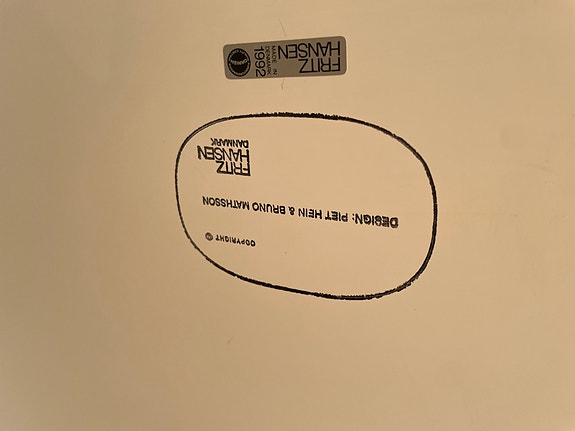 FRITZ
HANSEN
MADE IN
DENMARK
1992
FRITZ
HANSEN
DANMARK
DESIGN: PIET HEIN & BRUNO MATHSSON
COPYRIGHT ©